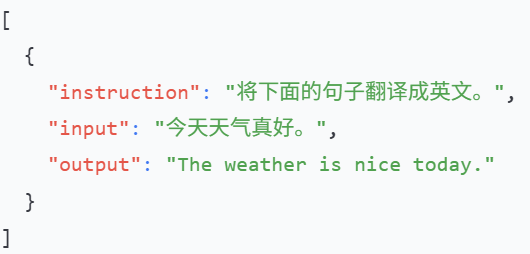 [
  {
    "instruction": "将下面的句子翻译成英文。",
    "input": "今天天气真好。",
    "output": "The weather is nice today."
  }
]